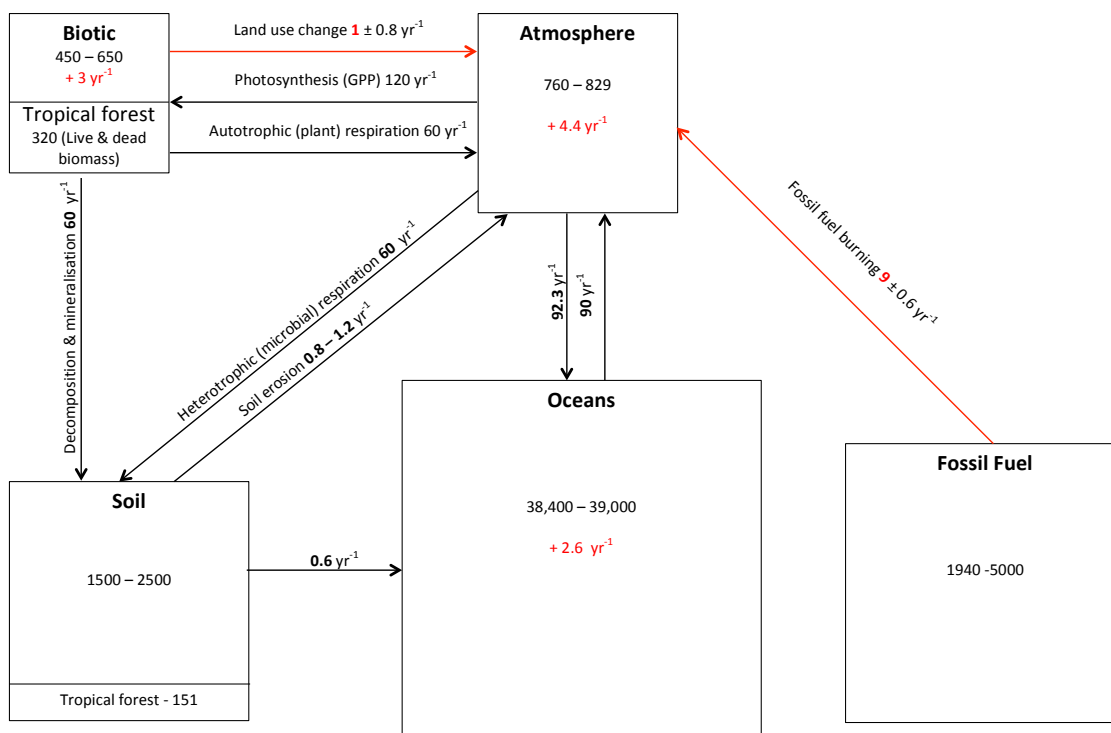 Biotic
450 – 650
+ 3 yr-1
Tropical forest
320 (Live & dead
biomass)
Land use change 1 ± 0.8 yr-1
Photosynthesis (GPP) 120 yr-1
Autotrophic (plant) respiration 60 yr-1
Atmosphere
760 – 829
+ 4.4 yr-1
Decomposition & mineralisation 60 yr-1
Heterotrophic (microbial) respiration 60 yr-1
Soil erosion 0.8 – 1.2 yr-1
92.3 yr-1
90 yr-1
Fossil fuel burning 9 ± 0.6 yr-1
Soil
1500 – 2500
Tropical forest - 151
0.6 yr-1
Oceans
38,400 – 39,000
+ 2.6 yr-1
Fossil Fuel
1940 -5000